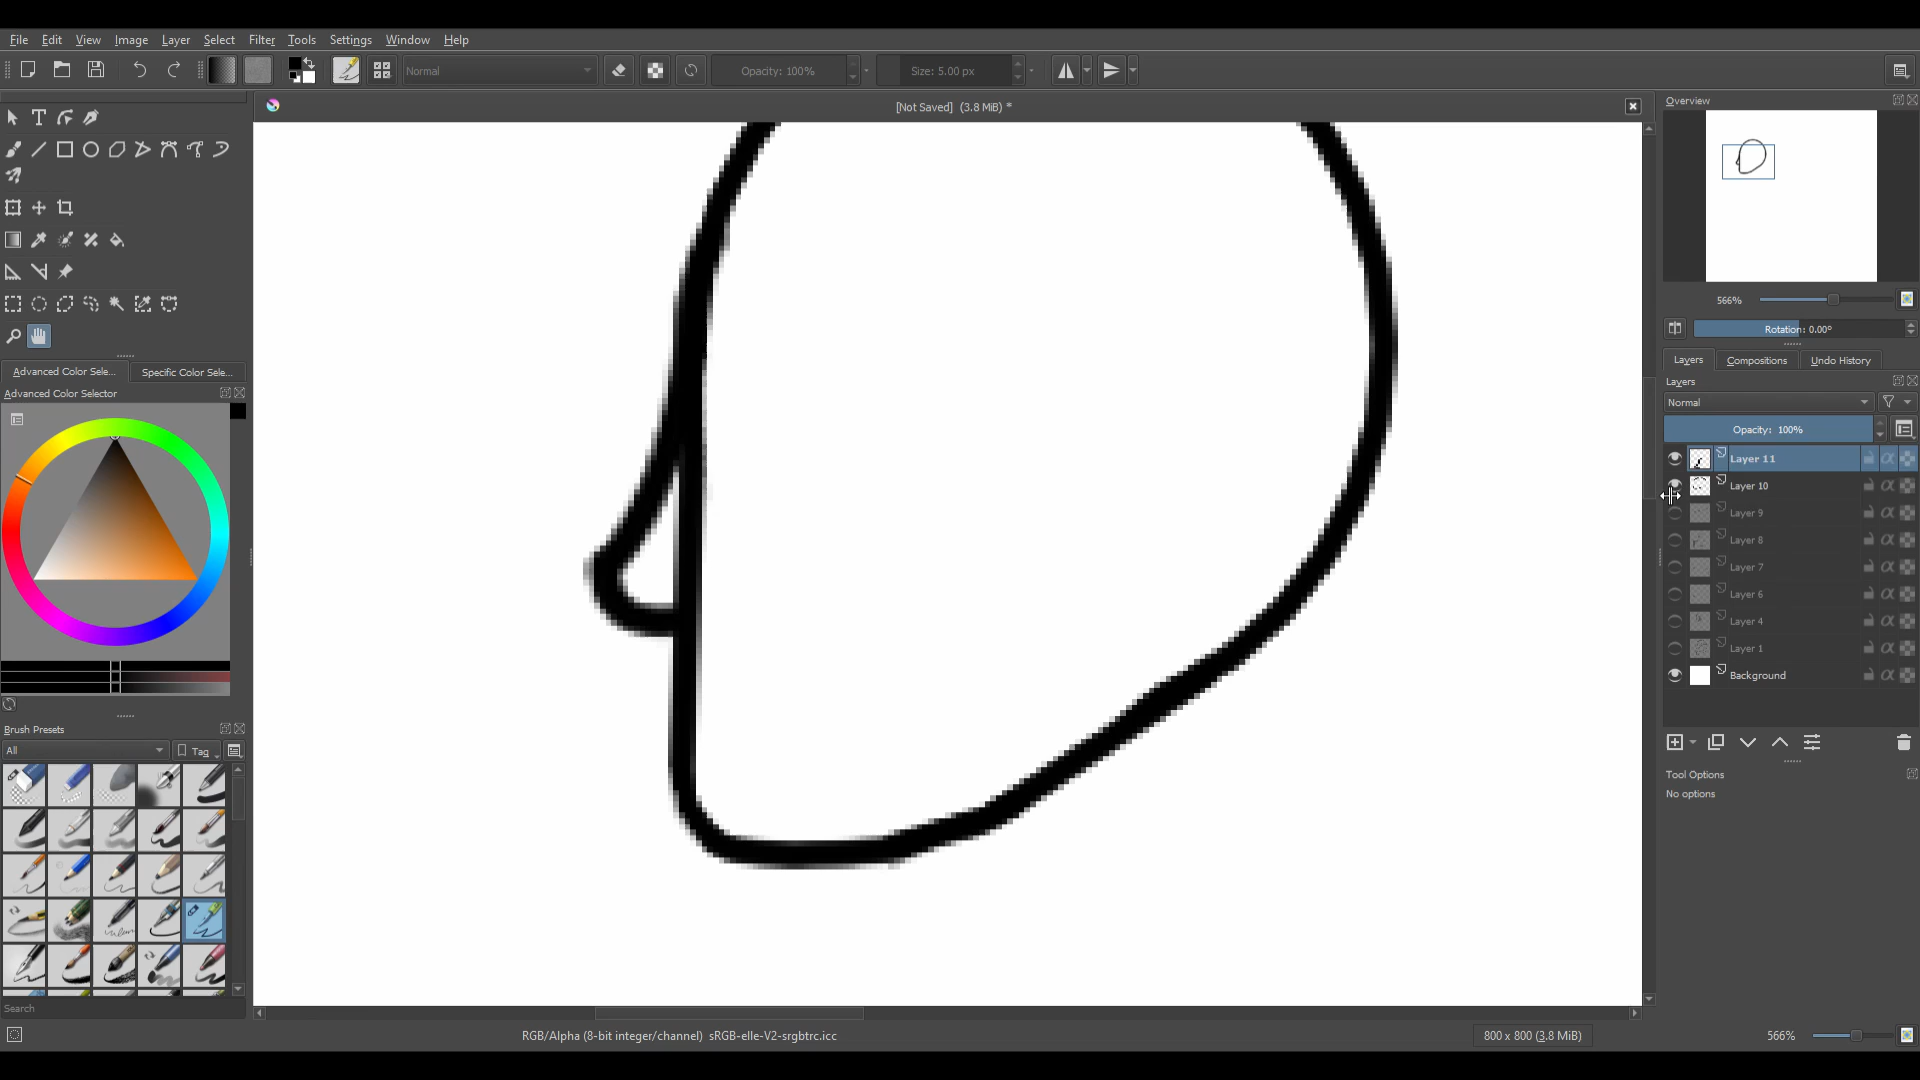 File Edit View Image Layer Select Filter Tools Settings Window Help
Normal Opacity: 100% Size: 5.00 px
[Not Saved] (3.8 MiB) *
Overview
566%
Rotation: 0.00°
Layers Compositions Undo History
Layers
Normal
Opacity: 100%
Layer 11
Layer 10
Layer 9
Layer 8
Layer 7
Layer 6
Layer 4
Layer 1
Background
Tool Options
No options
Advanced Color Sele... Specific Color Sele...
Advanced Color Selector
Brush Presets
All Tag
Search
RGB/Alpha (8-bit integer/channel) sRGB-elle-V2-srgbtrc.icc
800 x 800 (3.8 MiB)
566%